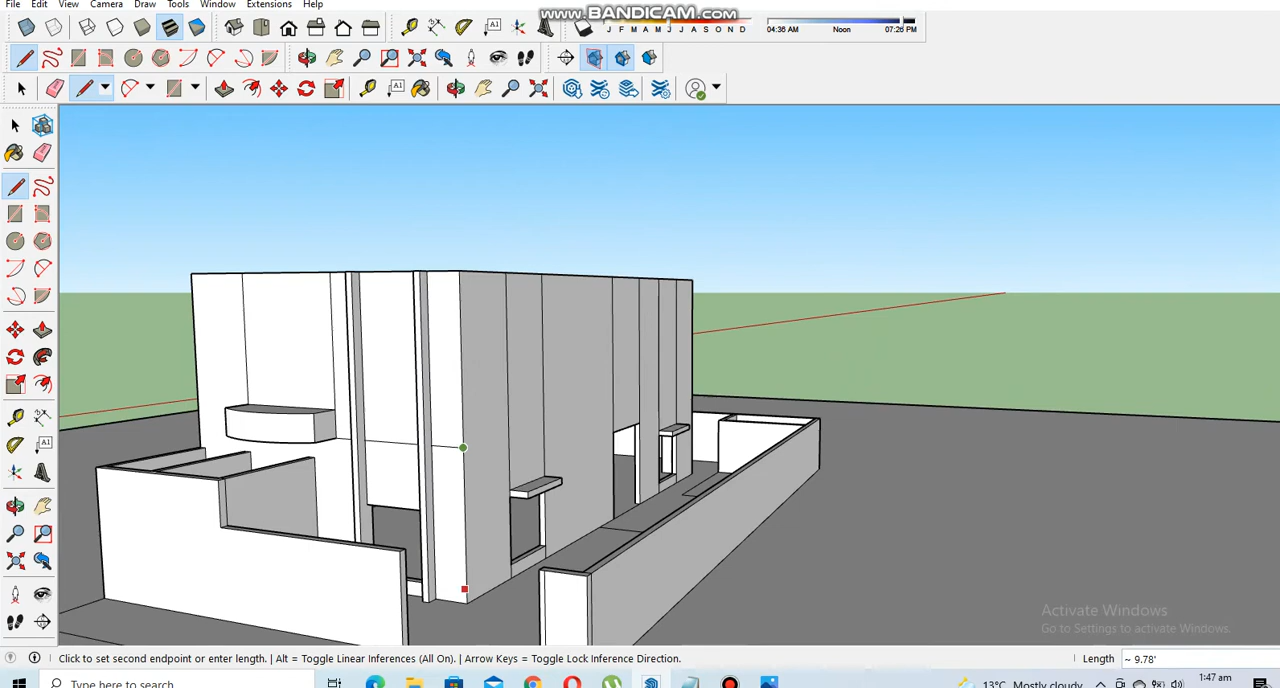 File Edit View Camera Draw Tools Window Extensions Help
www.BANDICAM.com
J F M A M J J A S O N D
04:36 AM Noon 07:26 PM
A1
A1
A1
Activate Windows
Go to Settings to activate Windows.
Click to set second endpoint or enter length. | Alt = Toggle Linear Inferences (All On). | Arrow Keys = Toggle Lock Inference Direction.
Length ~ 9.78'
Type here to search
13°C Mostly cloudy
1:47 am